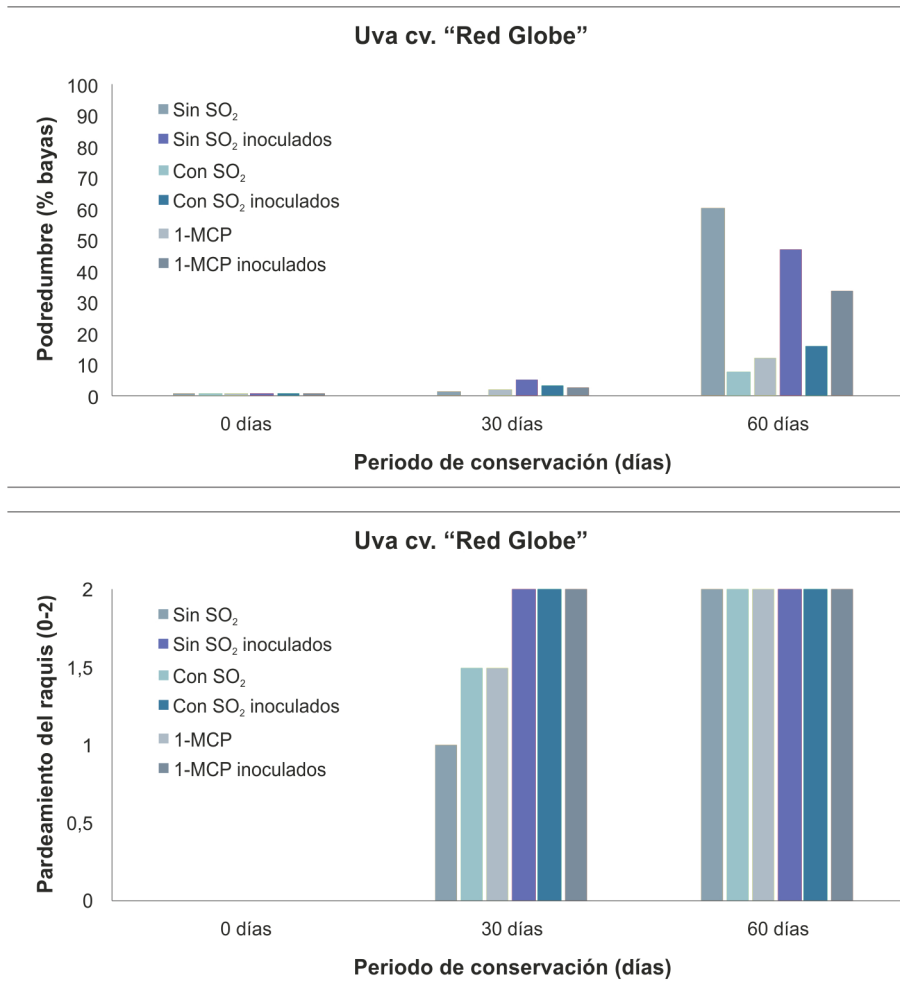 Uva cv. “Red Globe”
Podredumbre (% bayas)
100
90
80
70
60
50
40
30
20
10
0
Sin SO₂
Sin SO₂ inoculados
Con SO₂
Con SO₂ inoculados
1-MCP
1-MCP inoculados
0 días 30 días 60 días
Periodo de conservación (días)
Uva cv. “Red Globe”
Pardeamiento del raquis (0-2)
2
1,5
1
0,5
0
Sin SO₂
Sin SO₂ inoculados
Con SO₂
Con SO₂ inoculados
1-MCP
1-MCP inoculados
0 días 30 días 60 días
Periodo de conservación (días)